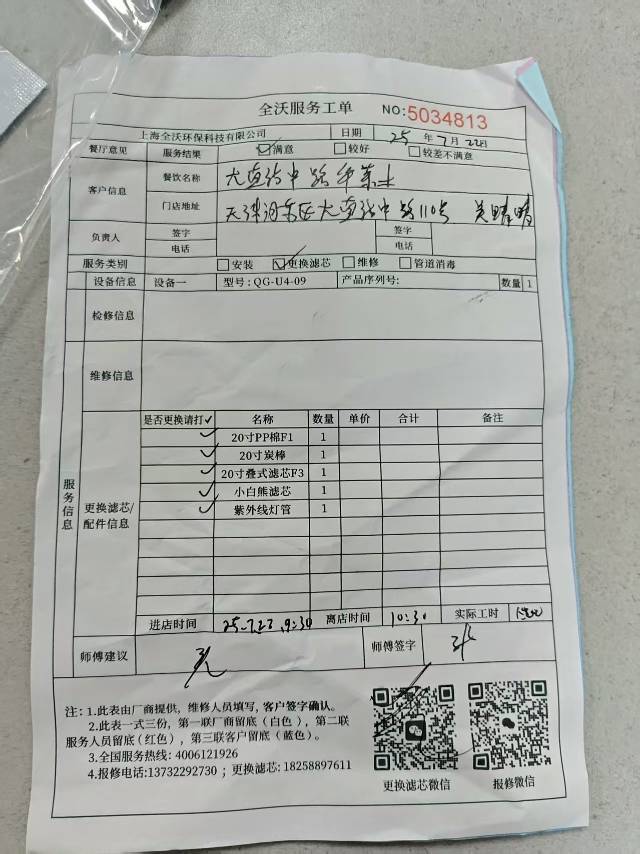 全沃服务工单 NO:5034813
上海全沃环保科技有限公司 日期 25年7月22日
餐厅意见 服务结果 ☑满意 □较好 □较差不满意
客户信息 餐饮名称 大直沽中路
门店地址 天津河东区大直沽中路110号
负责人 签字 签字
电话 电话
服务类别 □安装 ☑更换滤芯 □维修 □管道消毒
设备信息 设备一 型号:QG-U4-09 产品序列号: 数量 1
检修信息
维修信息
服务信息
更换滤芯/配件信息
是否更换请打✓ 名称 数量 单价 合计 备注
✓ 20寸PP棉F1 1
✓ 20寸炭棒 1
✓ 20寸叠式滤芯F3 1
✓ 小白熊滤芯 1
✓ 紫外线灯管 1
进店时间 25-7.22 9:30 离店时间 10:30 实际工时
师傅建议 师傅签字
注：1.此表由厂商提供，维修人员填写，客户签字确认。
2.此表一式三份，第一联厂商留底（白色），第二联
服务人员留底(红色），第三联客户留底（蓝色）。
3.全国服务热线: 4006121926
4.报修电话:13732292730 ; 更换滤芯: 18258897611
更换滤芯微信 报修微信